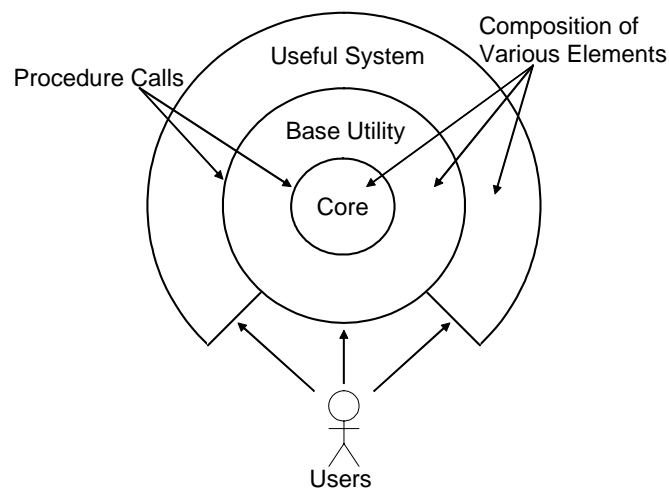 Composition of
Various Elements
Useful System
Procedure Calls
Base Utility
Core
Users